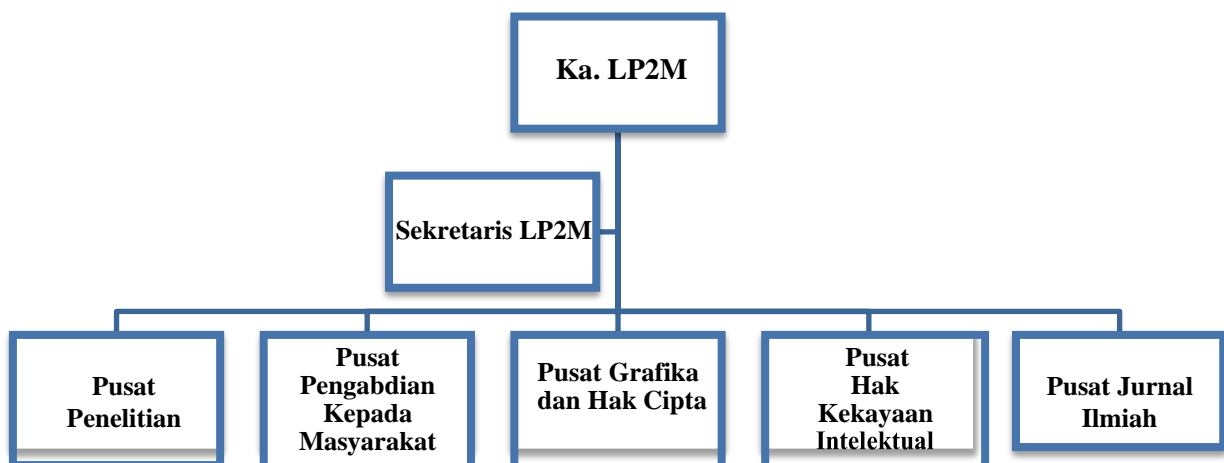 Ka. LP2M
Sekretaris LP2M
Pusat
Penelitian
Pusat
Pengabdian
Kepada
Masyarakat
Pusat Grafika
dan Hak Cipta
Pusat
Hak
Kekayaan
Intelektual
Pusat Jurnal
Ilmiah